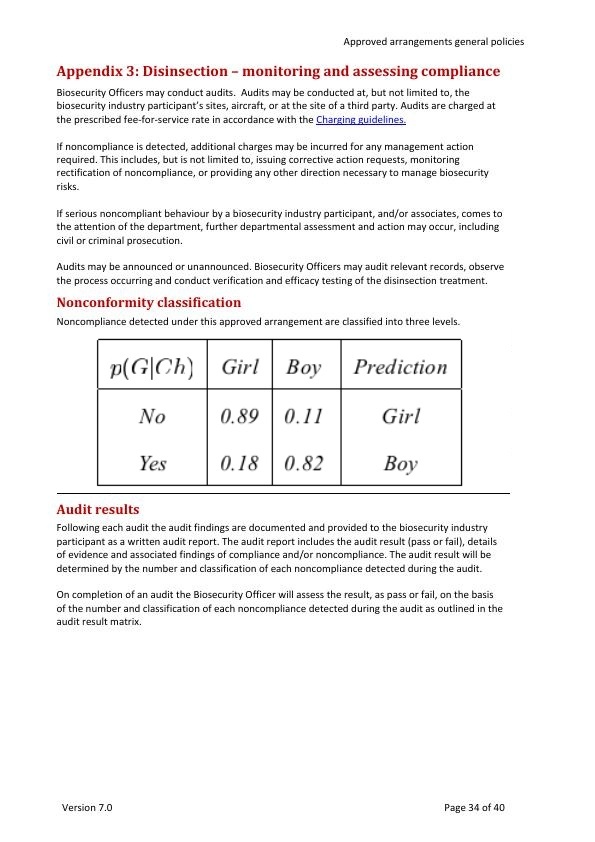 Approved arrangements general policies
Appendix 3: Disinsection – monitoring and assessing compliance
Biosecurity Officers may conduct audits.  Audits may be conducted at, but not limited to, the
biosecurity industry participant's sites, aircraft, or at the site of a third party. Audits are charged at
the prescribed fee-for-service rate in accordance with the Charging guidelines.
If noncompliance is detected, additional charges may be incurred for any management action
required. This includes, but is not limited to, issuing corrective action requests, monitoring
rectification of noncompliance, or providing any other direction necessary to manage biosecurity
risks.
If serious noncompliant behaviour by a biosecurity industry participant, and/or associates, comes to
the attention of the department, further departmental assessment and action may occur, including
civil or criminal prosecution.
Audits may be announced or unannounced. Biosecurity Officers may audit relevant records, observe
the process occurring and conduct verification and efficacy testing of the disinsection treatment.
Nonconformity classification
Noncompliance detected under this approved arrangement are classified into three levels.
p(G|Ch) Girl Boy Prediction
No 0.89 0.11 Girl
Yes 0.18 0.82 Boy
Audit results
Following each audit the audit findings are documented and provided to the biosecurity industry
participant as a written audit report. The audit report includes the audit result (pass or fail), details
of evidence and associated findings of compliance and/or noncompliance. The audit result will be
determined by the number and classification of each noncompliance detected during the audit.
On completion of an audit the Biosecurity Officer will assess the result, as pass or fail, on the basis
of the number and classification of each noncompliance detected during the audit as outlined in the
audit result matrix.
Version 7.0 Page 34 of 40